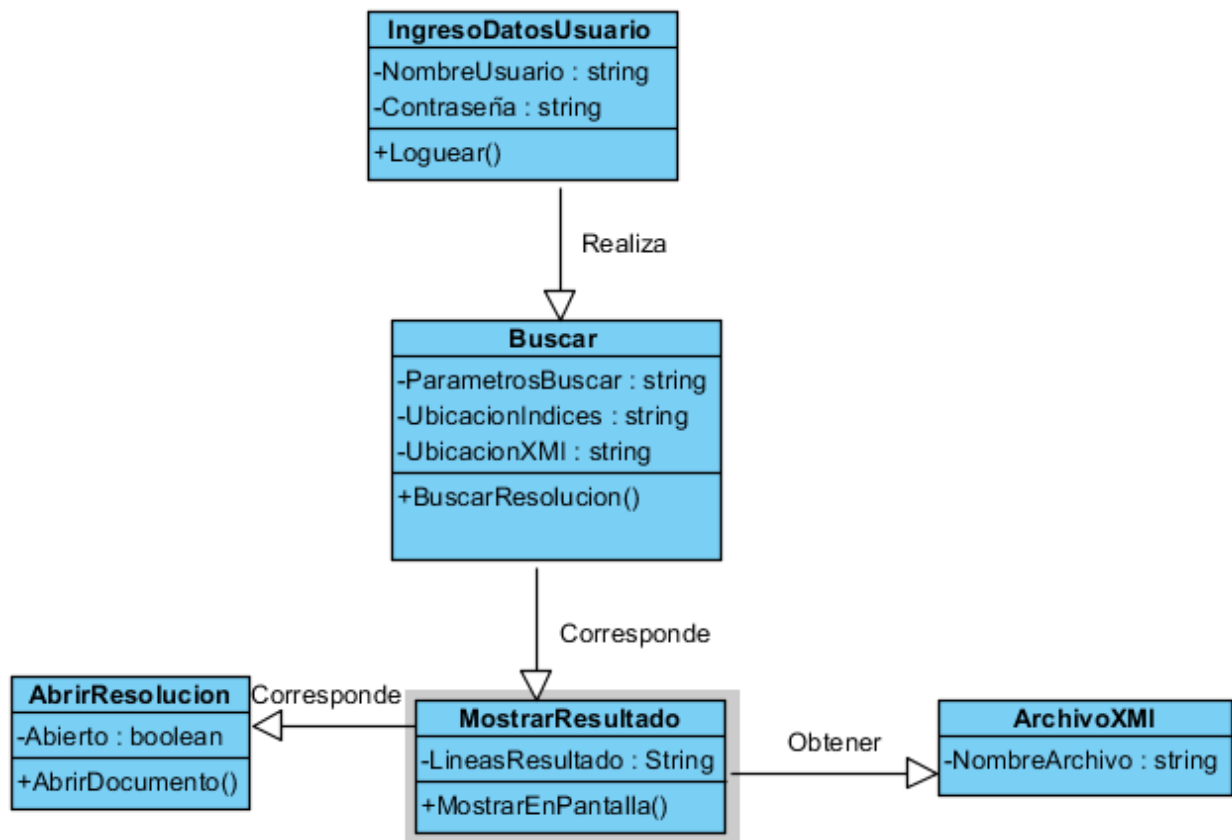 IngresoDatosUsuario
-NombreUsuario : string
-Contraseña : string
+Loguear()
Realiza
Buscar
-ParametrosBuscar : string
-UbicacionIndices : string
-UbicacionXMI : string
+BuscarResolucion()
Corresponde
AbrirResolucion
-Abierto : boolean
+AbrirDocumento()
Corresponde
MostrarResultado
-LineasResultado : String
+MostrarEnPantalla()
Obtener
ArchivoXMI
-NombreArchivo : string